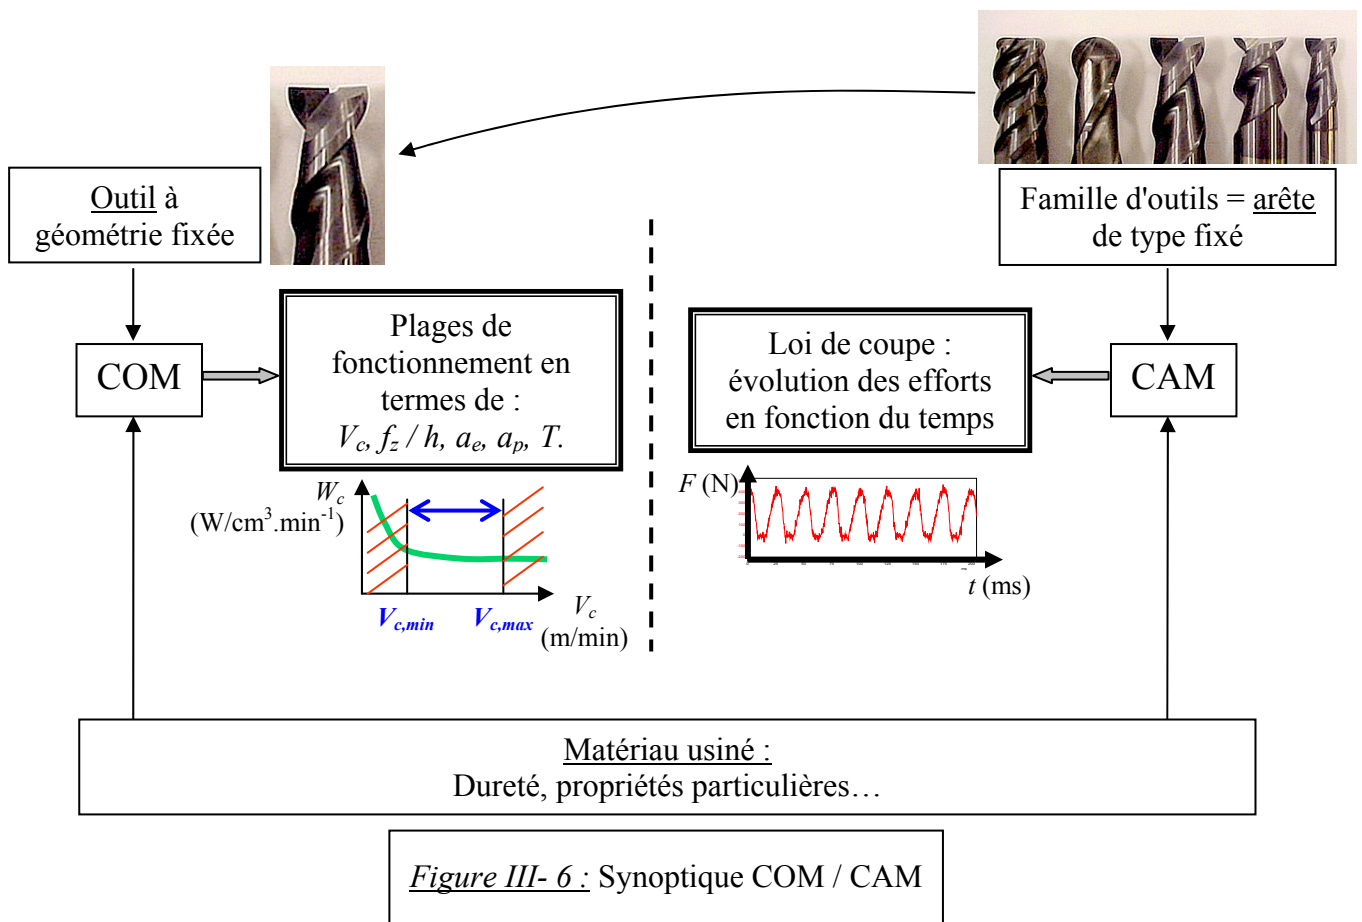 Outil à
géométrie fixée
Famille d'outils = arête
de type fixé
COM
Plages de
fonctionnement en
termes de :
Vc, fz / h, ae, ap, T.
Loi de coupe :
évolution des efforts
en fonction du temps
CAM
Wc
(W/cm³.min⁻¹)
Vc,min
Vc,max
Vc
(m/min)
F (N)
t (ms)
Matériau usiné :
Dureté, propriétés particulières…
Figure III- 6 : Synoptique COM / CAM